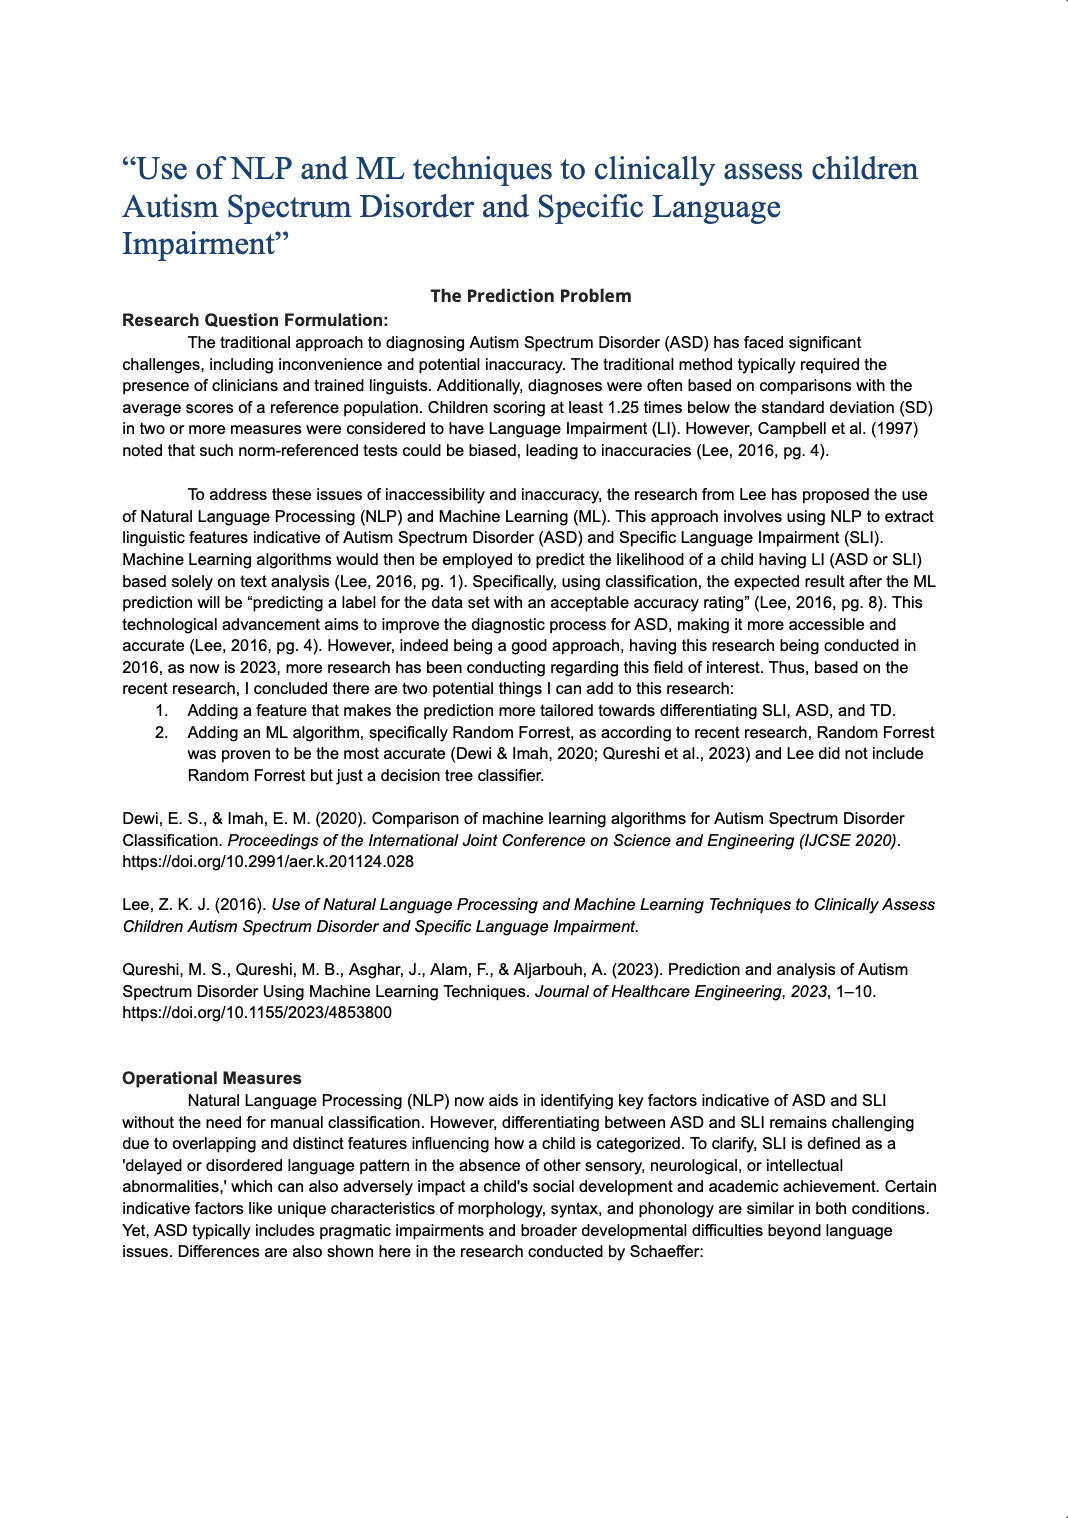 “Use of NLP and ML techniques to clinically assess children
Autism Spectrum Disorder and Specific Language
Impairment”
The Prediction Problem
Research Question Formulation:
The traditional approach to diagnosing Autism Spectrum Disorder (ASD) has faced significant
challenges, including inconvenience and potential inaccuracy. The traditional method typically required the
presence of clinicians and trained linguists. Additionally, diagnoses were often based on comparisons with the
average scores of a reference population. Children scoring at least 1.25 times below the standard deviation (SD)
in two or more measures were considered to have Language Impairment (LI). However, Campbell et al. (1997)
noted that such norm-referenced tests could be biased, leading to inaccuracies (Lee, 2016, pg. 4).
To address these issues of inaccessibility and inaccuracy, the research from Lee has proposed the use
of Natural Language Processing (NLP) and Machine Learning (ML). This approach involves using NLP to extract
linguistic features indicative of Autism Spectrum Disorder (ASD) and Specific Language Impairment (SLI).
Machine Learning algorithms would then be employed to predict the likelihood of a child having LI (ASD or SLI)
based solely on text analysis (Lee, 2016, pg. 1). Specifically, using classification, the expected result after the ML
prediction will be “predicting a label for the data set with an acceptable accuracy rating” (Lee, 2016, pg. 8). This
technological advancement aims to improve the diagnostic process for ASD, making it more accessible and
accurate (Lee, 2016, pg. 4). However, indeed being a good approach, having this research being conducted in
2016, as now is 2023, more research has been conducting regarding this field of interest. Thus, based on the
recent research, I concluded there are two potential things I can add to this research:
1. Adding a feature that makes the prediction more tailored towards differentiating SLI, ASD, and TD.
2. Adding an ML algorithm, specifically Random Forrest, as according to recent research, Random Forrest
was proven to be the most accurate (Dewi & Imah, 2020; Qureshi et al., 2023) and Lee did not include
Random Forrest but just a decision tree classifier.
Dewi, E. S., & Imah, E. M. (2020). Comparison of machine learning algorithms for Autism Spectrum Disorder
Classification. Proceedings of the International Joint Conference on Science and Engineering (IJCSE 2020).
https://doi.org/10.2991/aer.k.201124.028
Lee, Z. K. J. (2016). Use of Natural Language Processing and Machine Learning Techniques to Clinically Assess
Children Autism Spectrum Disorder and Specific Language Impairment.
Qureshi, M. S., Qureshi, M. B., Asghar, J., Alam, F., & Aljarbouh, A. (2023). Prediction and analysis of Autism
Spectrum Disorder Using Machine Learning Techniques. Journal of Healthcare Engineering, 2023, 1–10.
https://doi.org/10.1155/2023/4853800
Operational Measures
Natural Language Processing (NLP) now aids in identifying key factors indicative of ASD and SLI
without the need for manual classification. However, differentiating between ASD and SLI remains challenging
due to overlapping and distinct features influencing how a child is categorized. To clarify, SLI is defined as a
'delayed or disordered language pattern in the absence of other sensory, neurological, or intellectual
abnormalities,' which can also adversely impact a child's social development and academic achievement. Certain
indicative factors like unique characteristics of morphology, syntax, and phonology are similar in both conditions.
Yet, ASD typically includes pragmatic impairments and broader developmental difficulties beyond language
issues. Differences are also shown here in the research conducted by Schaeffer: